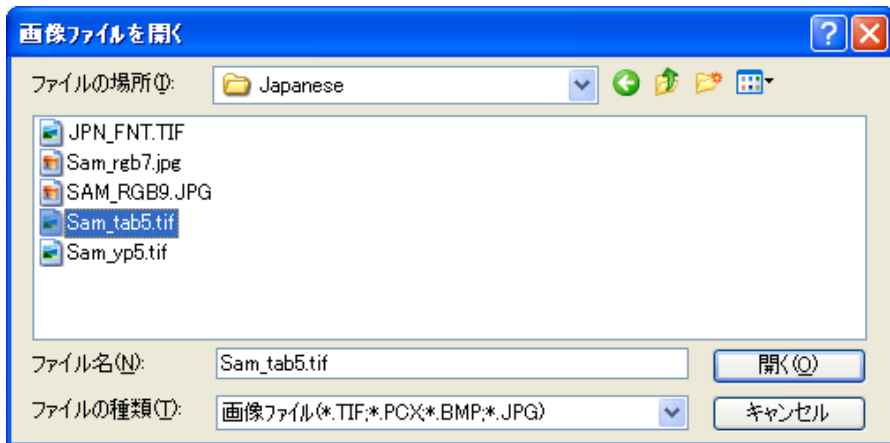 画像ファイルを開く
ファイルの場所(I):
Japanese
JPN_FNT.TIF
Sam_rgb7.jpg
SAM_RGB9.JPG
Sam_tab5.tif
Sam_yp5.tif
ファイル名(N):
Sam_tab5.tif
開く(O)
ファイルの種類(T):
画像ファイル(*.TIF;*.PCX;*.BMP;*.JPG)
キャンセル